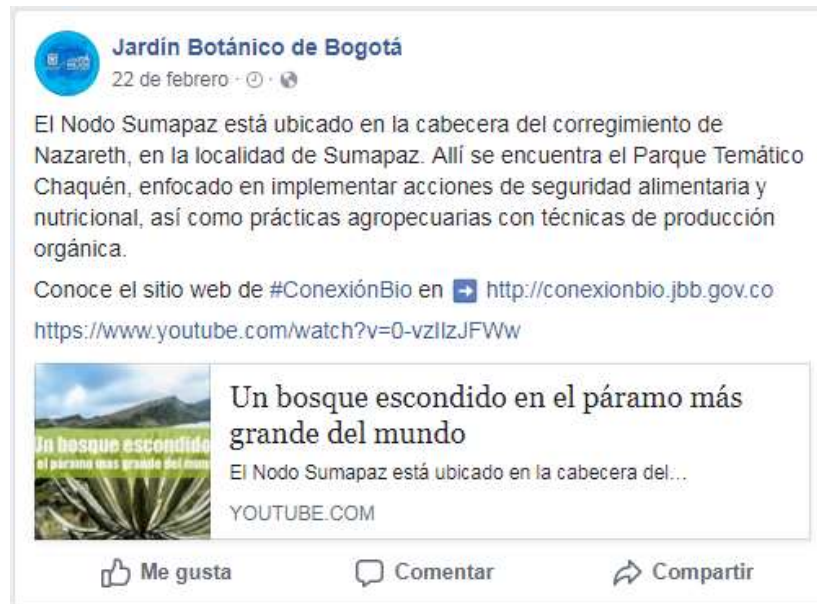 Jardín Botánico de Bogotá
22 de febrero ·
El Nodo Sumapaz está ubicado en la cabecera del corregimiento de
Nazareth, en la localidad de Sumapaz. Allí se encuentra el Parque Temático
Chaquén, enfocado en implementar acciones de seguridad alimentaria y
nutricional, así como prácticas agropecuarias con técnicas de producción
orgánica.
Conoce el sitio web de #ConexiónBio en ➡ http://conexionbio.jbb.gov.co
https://www.youtube.com/watch?v=0-vzIlzJFWw
Un bosque escondido
el páramo mas grande del mun
Un bosque escondido en el páramo más
grande del mundo
El Nodo Sumapaz está ubicado en la cabecera del...
YOUTUBE.COM
Me gusta Comentar Compartir